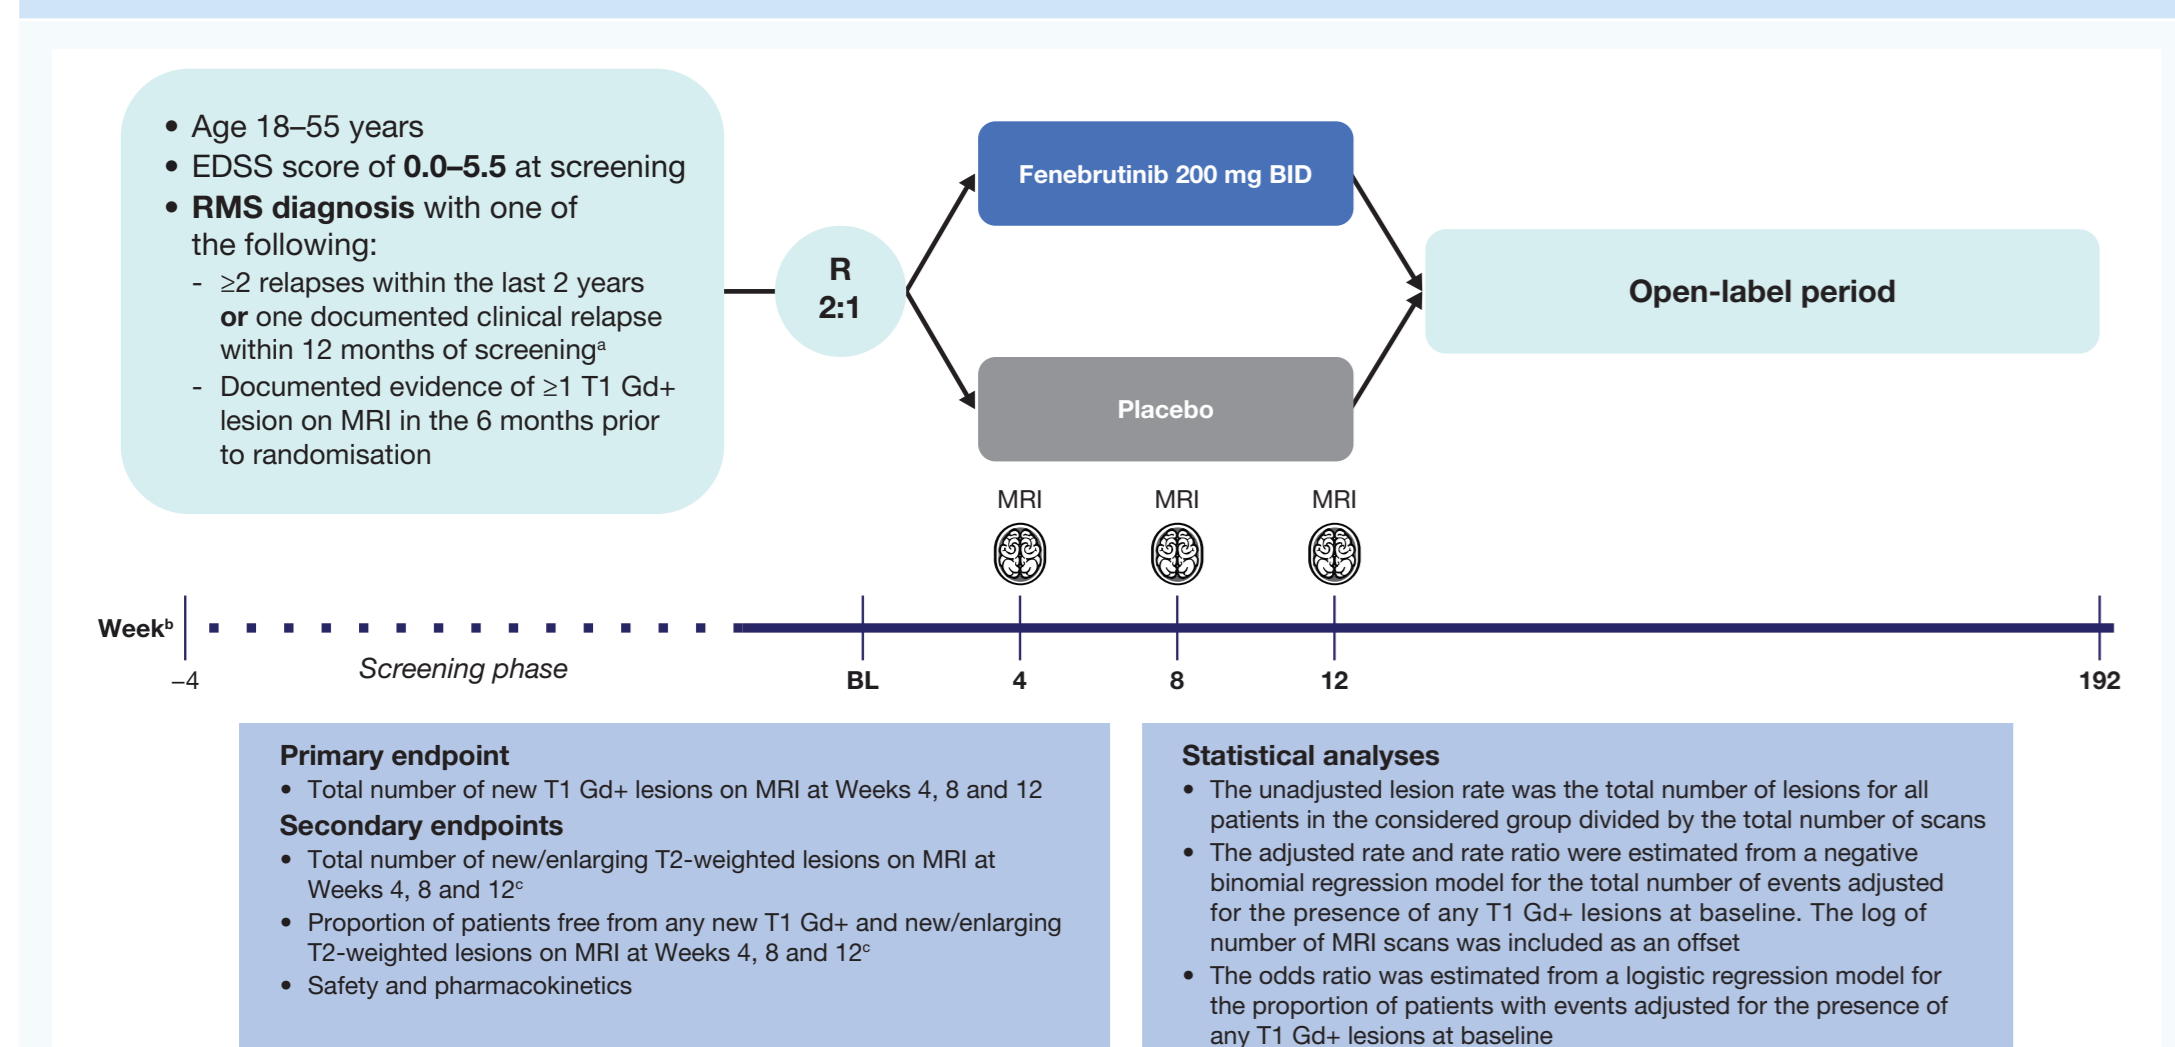 • Age 18–55 years
• EDSS score of 0.0–5.5 at screening
• RMS diagnosis with one of
the following:
- ≥2 relapses within the last 2 years
or one documented clinical relapse
within 12 months of screeningᵃ
- Documented evidence of ≥1 T1 Gd+
lesion on MRI in the 6 months prior
to randomisation
R
2:1
Fenebrutinib 200 mg BID
Placebo
Open-label period
MRI MRI MRI
Weekᵇ
–4 Screening phase BL 4 8 12 192
Primary endpoint
• Total number of new T1 Gd+ lesions on MRI at Weeks 4, 8 and 12
Secondary endpoints
• Total number of new/enlarging T2-weighted lesions on MRI at
Weeks 4, 8 and 12ᶜ
• Proportion of patients free from any new T1 Gd+ and new/enlarging
T2-weighted lesions on MRI at Weeks 4, 8 and 12ᶜ
• Safety and pharmacokinetics
Statistical analyses
• The unadjusted lesion rate was the total number of lesions for all
patients in the considered group divided by the total number of scans
• The adjusted rate and rate ratio were estimated from a negative
binomial regression model for the total number of events adjusted
for the presence of any T1 Gd+ lesions at baseline. The log of
number of MRI scans was included as an offset
• The odds ratio was estimated from a logistic regression model for
the proportion of patients with events adjusted for the presence of
any T1 Gd+ lesions at baseline